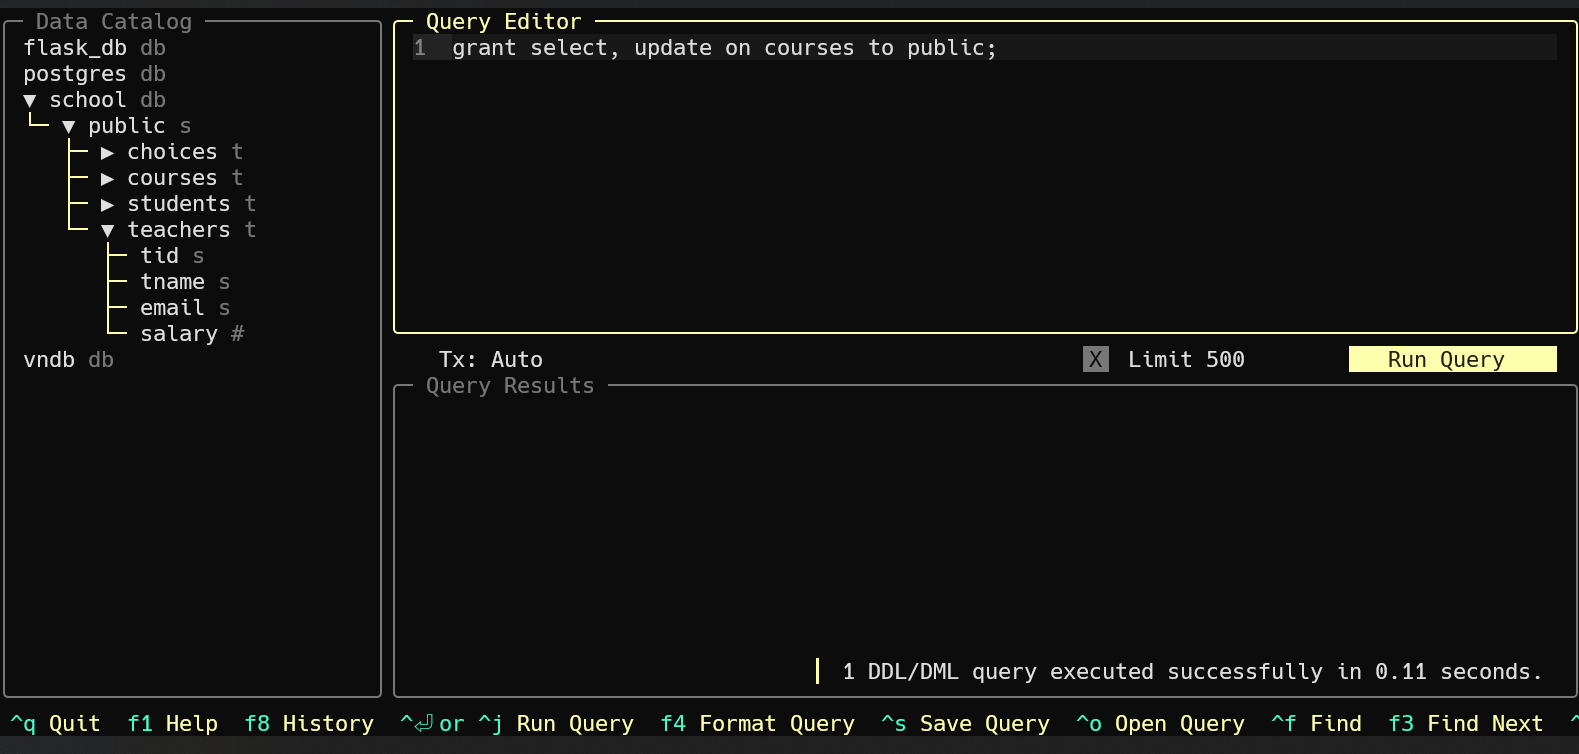 Data Catalog
flask_db db
postgres db
▼ school db
▼ public s
▶ choices t
▶ courses t
▶ students t
▼ teachers t
tid s
tname s
email s
salary #
vndb db
Query Editor
1 grant select, update on courses to public;
Tx: Auto X Limit 500 Run Query
Query Results
1 DDL/DML query executed successfully in 0.11 seconds.
^q Quit f1 Help f8 History ^⏎ or ^j Run Query f4 Format Query ^s Save Query ^o Open Query ^f Find f3 Find Next ^